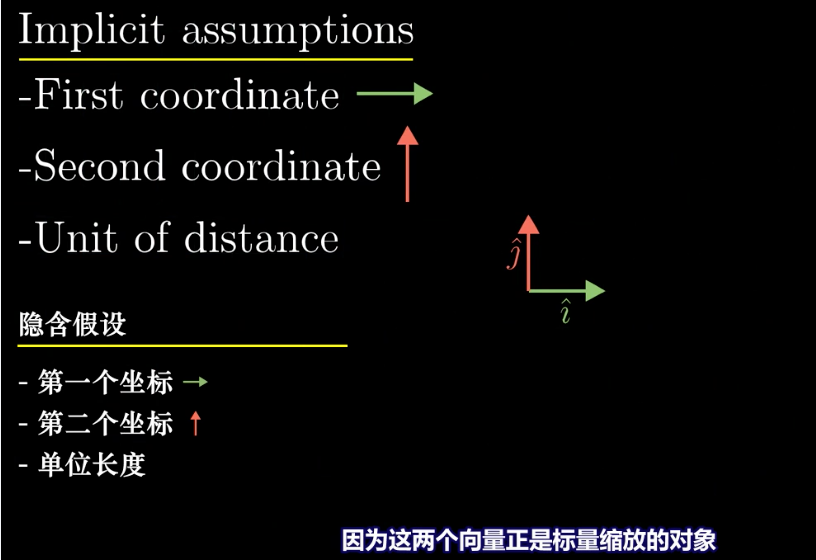 Implicit assumptions
-First coordinate
-Second coordinate
-Unit of distance
ĵ
î
隐含假设
- 第一个坐标
- 第二个坐标
- 单位长度
因为这两个向量正是标量缩放的对象